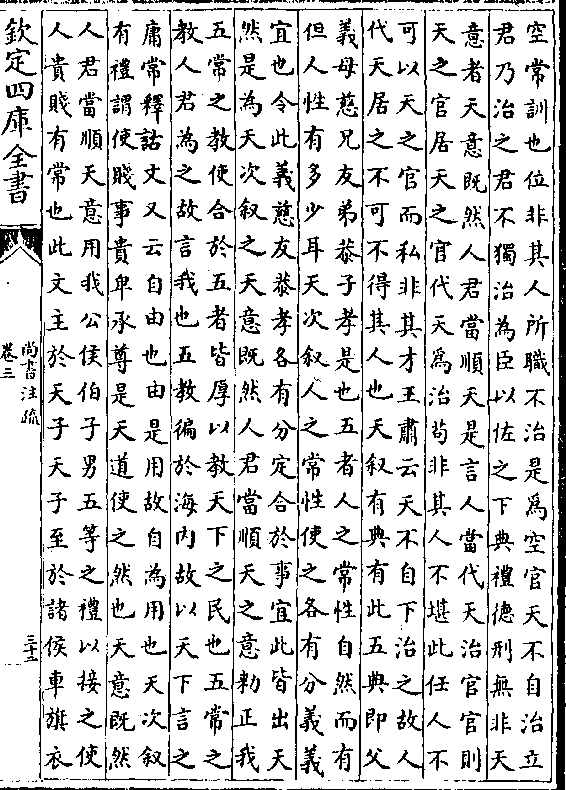 空常訓也位非其人所職不治是爲空官天不自治立
君乃治之君不獨治為臣以佐之下典禮德刑無非天
意者天意既然人君當順天是言人當代天治官官則
天之官居天之官代天爲治苟非其人不堪此任人不
可以天之官而私非其才王肅云天不自下治之故人
代天居之不可不得其人也天叙有典有此五典即父
義母慈兄友弟恭子孝是也五者人之常性自然而有
但人性有多少耳天次叙人之常性使之各有分義義
宜也令此義慈友恭孝各有分定合於事宜此皆出天
然是為天次叙之天意既然人君當順天之意勑正我
五常之教使合於五者皆厚以教天下之民也五常之
教人君為之故言我也五教徧於海内故以天下言之
庸常釋詁文又云自由也由是用故自為用也天次叙
有禮謂使賤事貴卑承尊是天道使之然也天意既然
人君當順天意用我公侯伯子男五等之禮以接之使
人貴賤有常也此文主於天子天子至於諸侯車旗衣
欽定四庫全書
尚書注疏
卷三
三十三